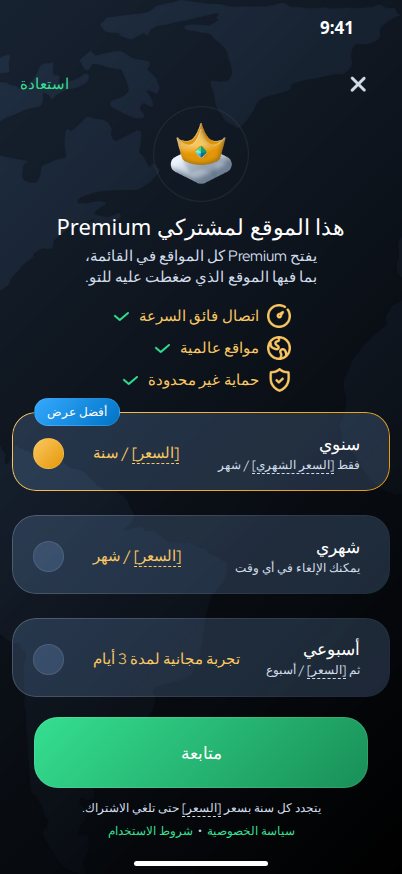 9:41
استعادة
هذا الموقع لمشتركي Premium
يفتح Premium كل المواقع في القائمة،
بما فيها الموقع الذي ضغطت عليه للتو.
اتصال فائق السرعة
مواقع عالمية
حماية غير محدودة
أفضل عرض
سنوي
فقط [السعر الشهري] / شهر
[السعر] / سنة
شهري
يمكنك الإلغاء في أي وقت
[السعر] / شهر
أسبوعي
ثم [السعر] / أسبوع
تجربة مجانية لمدة 3 أيام
متابعة
يتجدد كل سنة بسعر [السعر] حتى تلغي الاشتراك.
سياسة الخصوصية • شروط الاستخدام